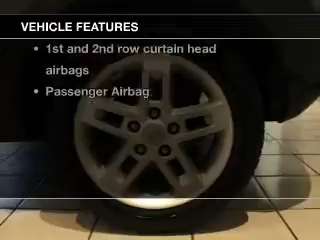 VEHICLE FEATURES
• 1st and 2nd row curtain head
airbags
• Passenger Airbag